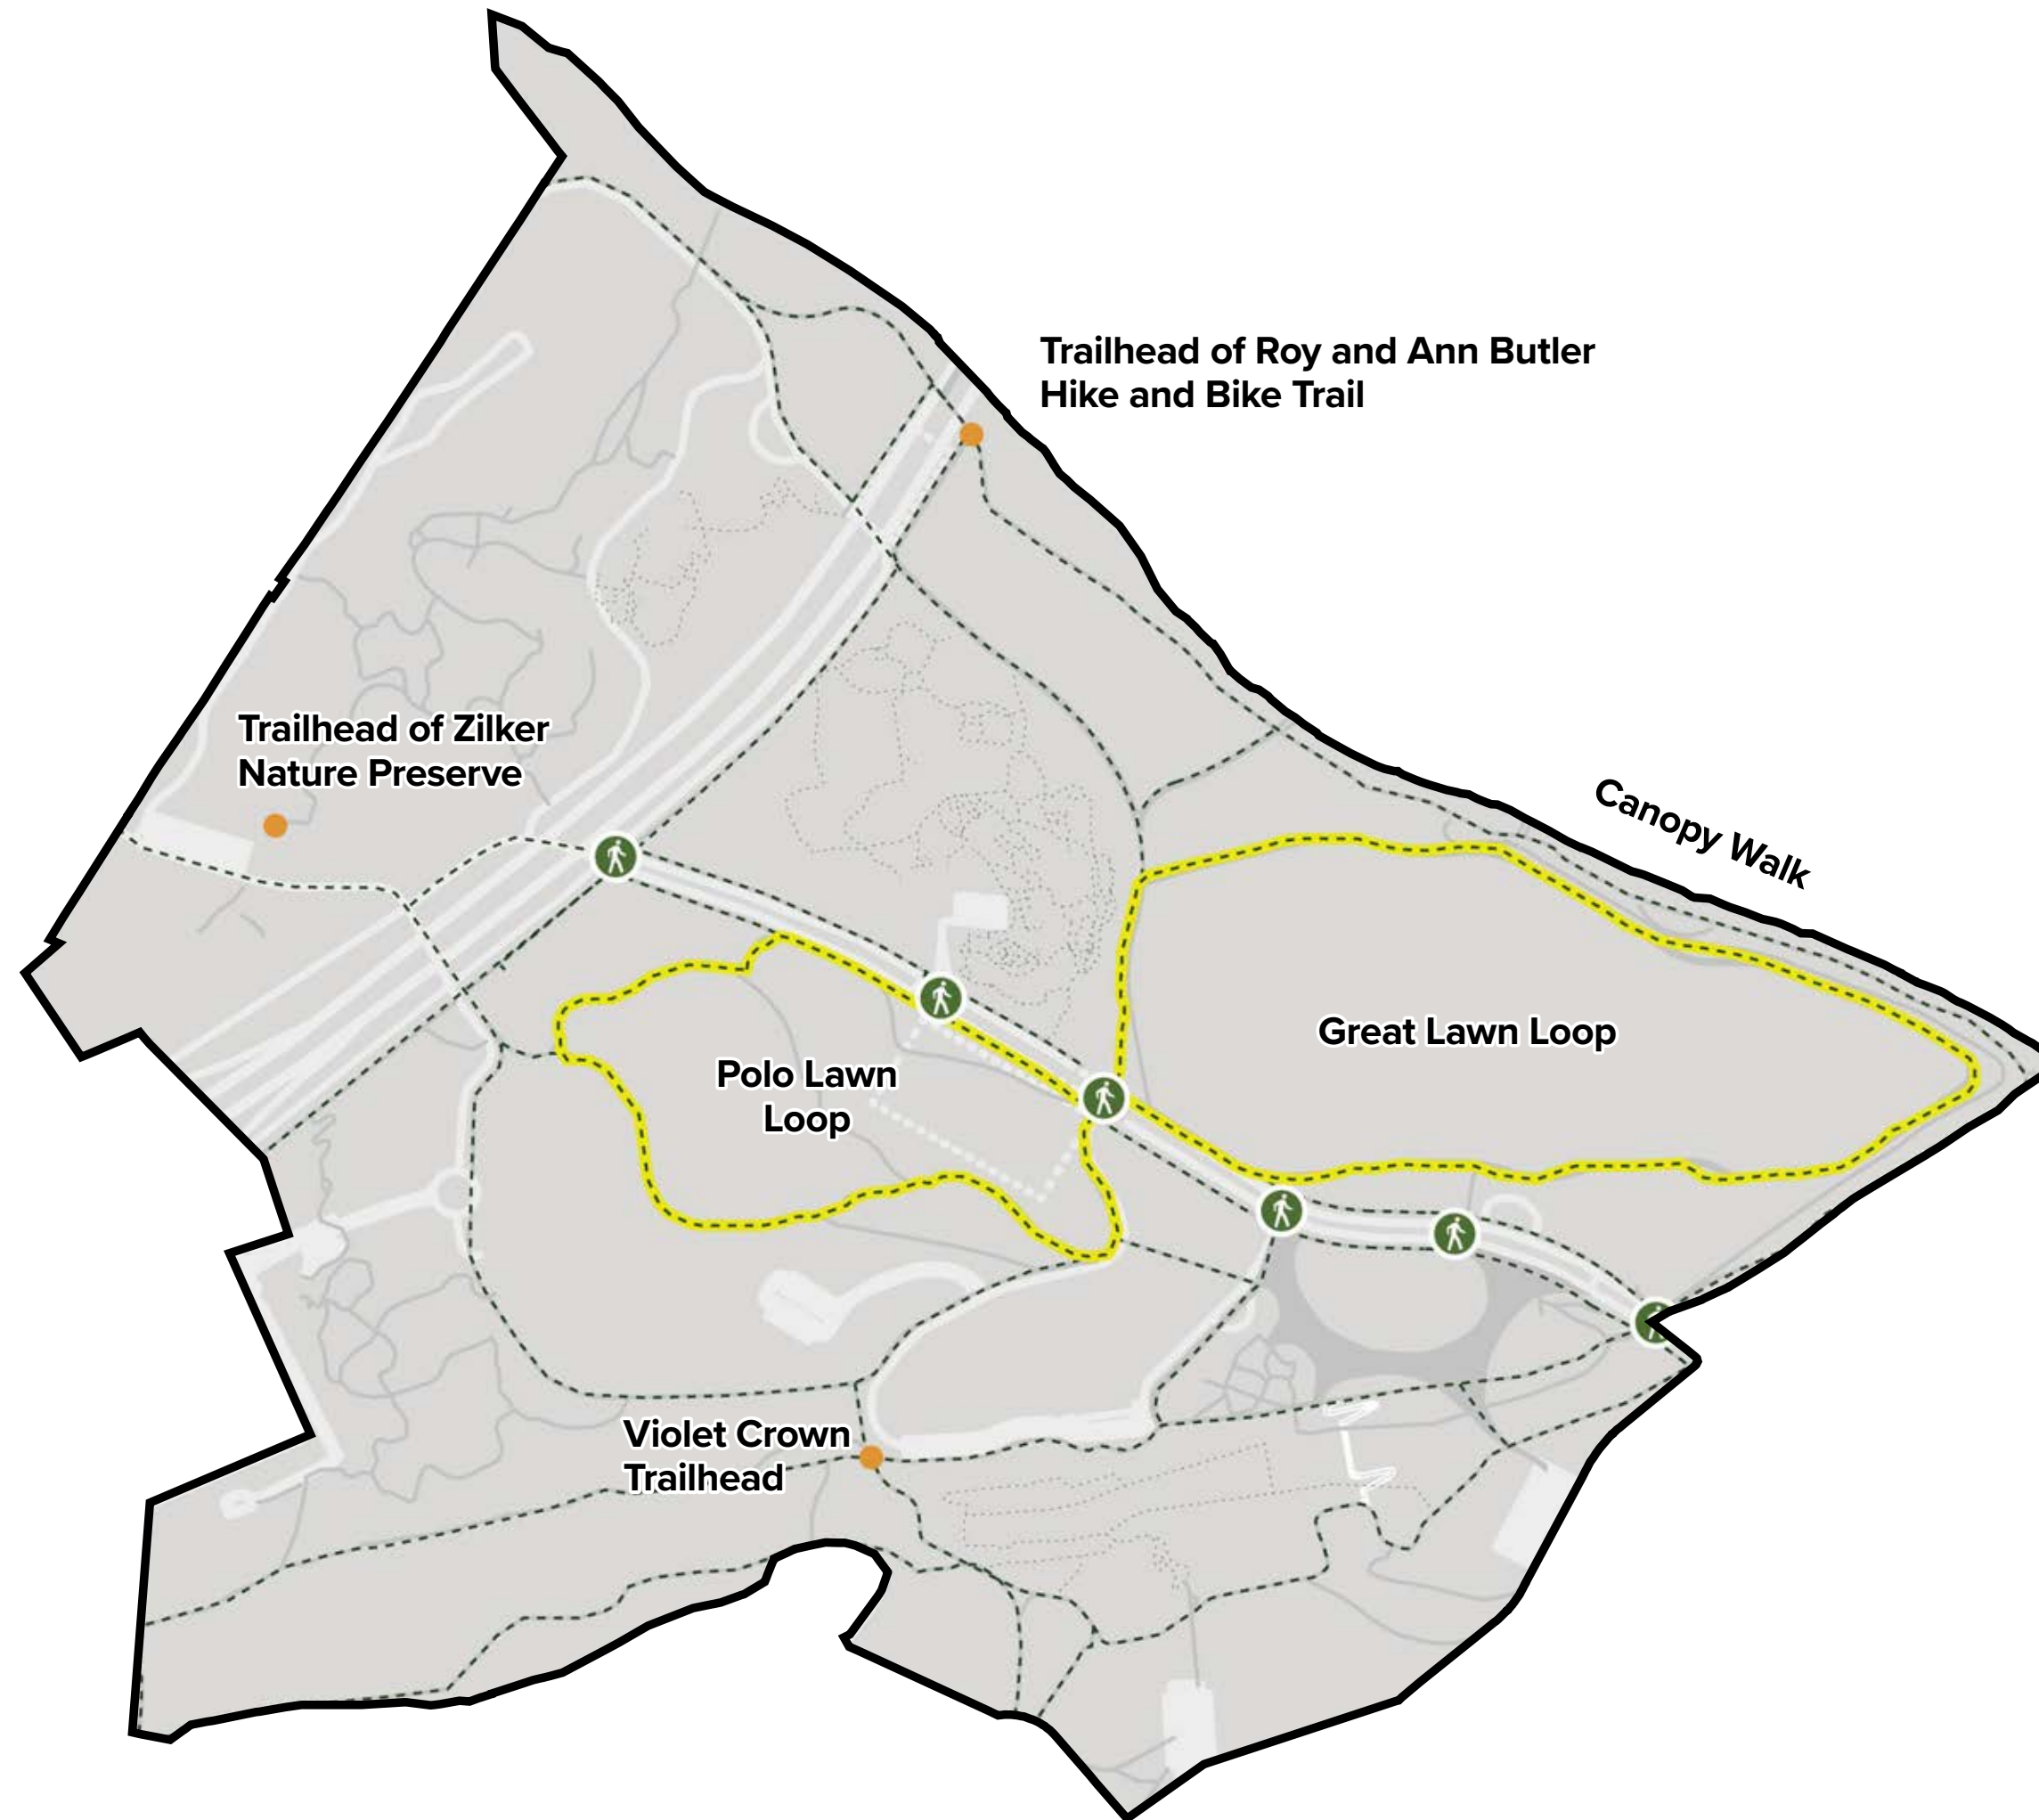 Trailhead of Roy and Ann Butler
Hike and Bike Trail
Trailhead of Zilker
Nature Preserve
Canopy Walk
Great Lawn Loop
Polo Lawn
Loop
Violet Crown
Trailhead